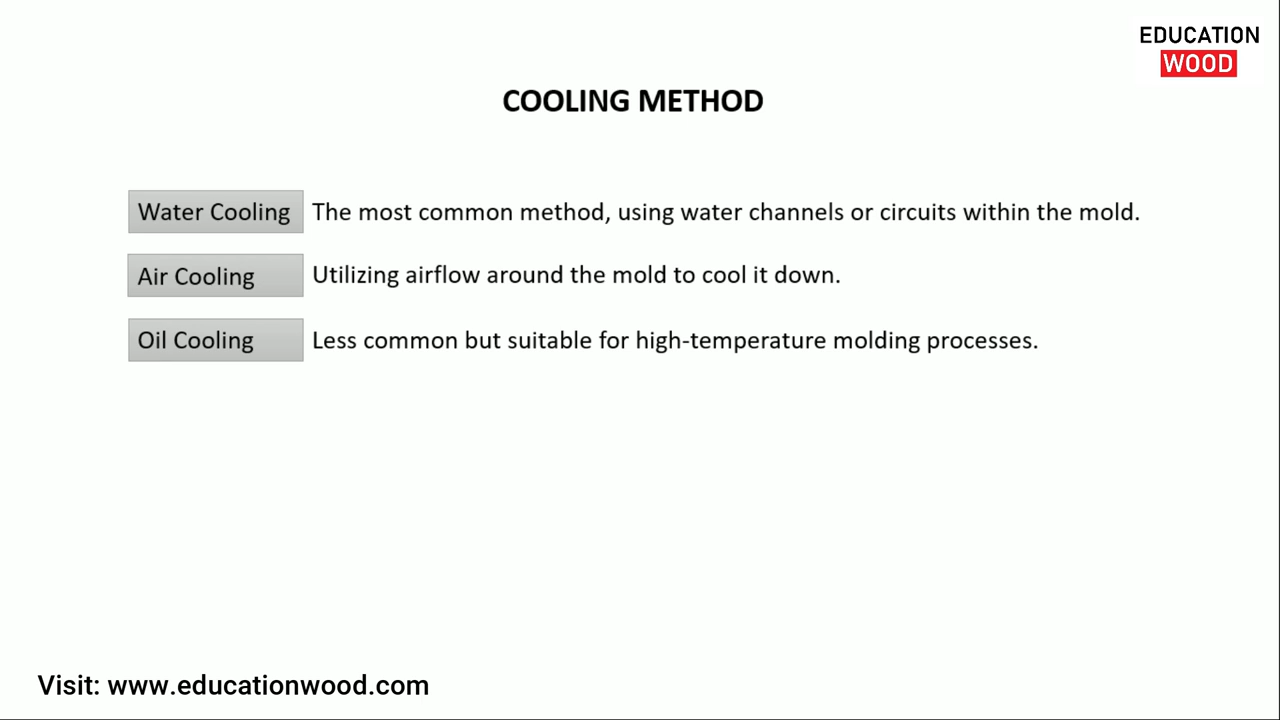 EDUCATION
WOOD
COOLING METHOD
Water Cooling The most common method, using water channels or circuits within the mold.
Air Cooling Utilizing airflow around the mold to cool it down.
Oil Cooling Less common but suitable for high-temperature molding processes.
Visit: www.educationwood.com